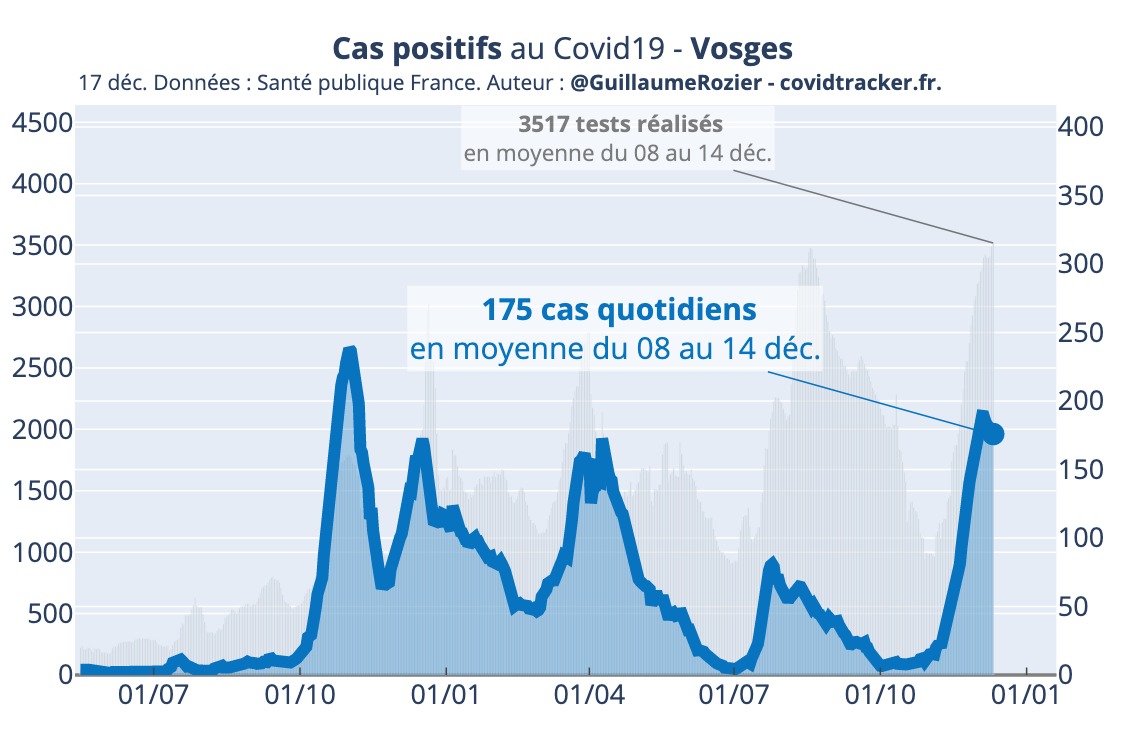 Cas positifs au Covid19 - Vosges
17 déc. Données : Santé publique France. Auteur : @GuillaumeRozier - covidtracker.fr.
4500
4000
3500
3000
2500
2000
1500
1000
500
0
3517 tests réalisés
en moyenne du 08 au 14 déc.
175 cas quotidiens
en moyenne du 08 au 14 déc.
400
350
300
250
200
150
100
50
0
01/07 01/10 01/01 01/04 01/07 01/10 01/01